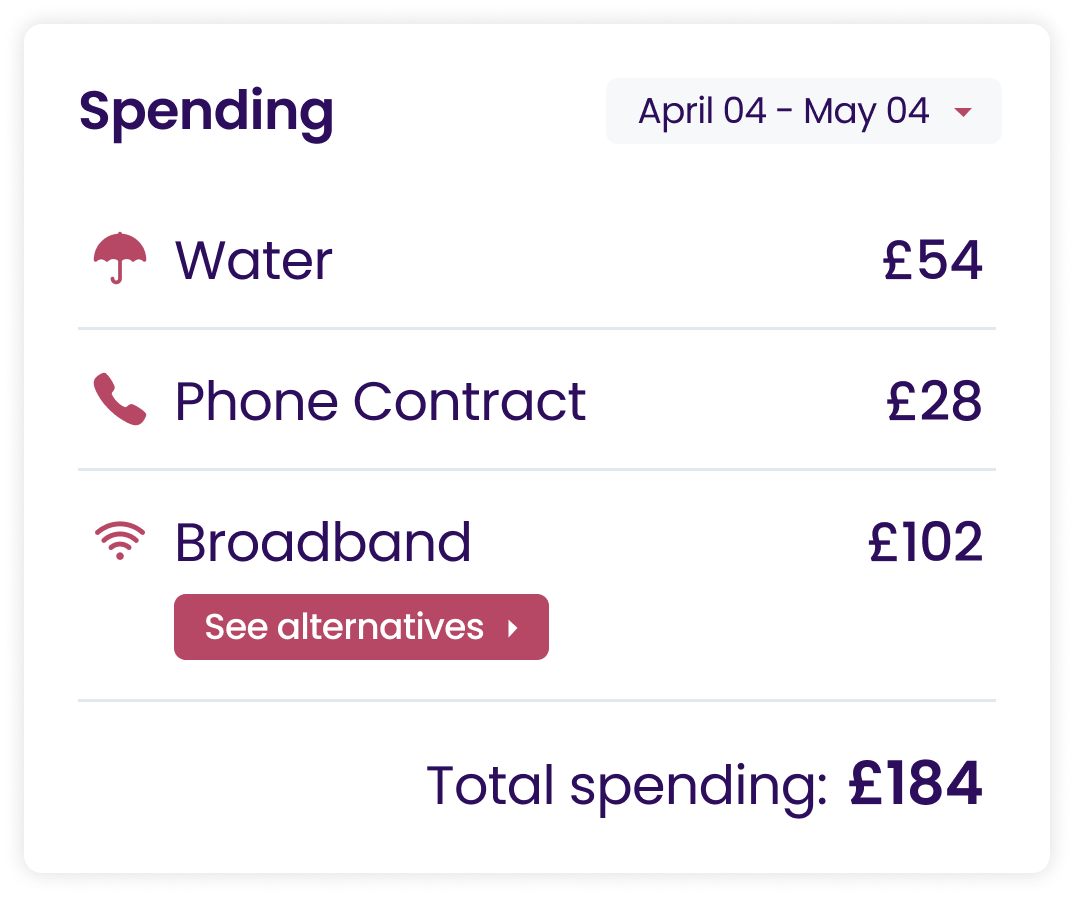 Spending April 04 - May 04
Water £54
Phone Contract £28
Broadband £102
See alternatives
Total spending: £184